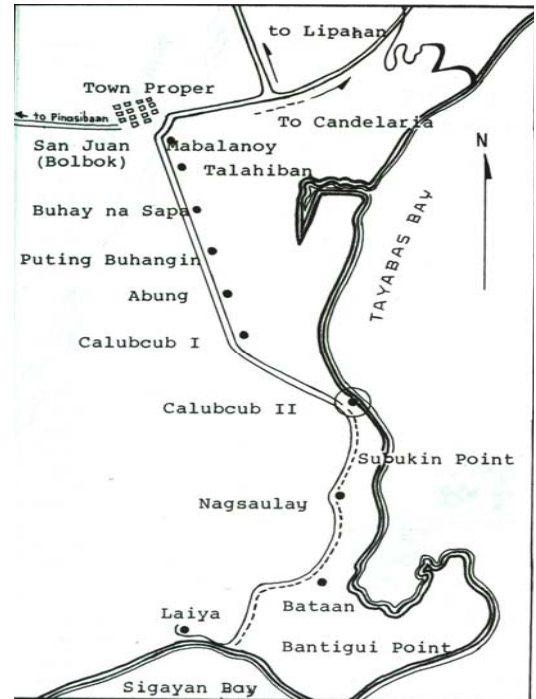 to Lipahan
Town Proper
to Pinasibaan
To Candelaria
N
San Juan
(Bolbok)
Mabalanoy
Talahiban
TAYABAS BAY
Buhay na Sapa
Puting Buhangin
Abung
Calubcub I
Calubcub II
Subukin Point
Nagsaulay
Bataan
Laiya
Bantigui Point
Sigayan Bay